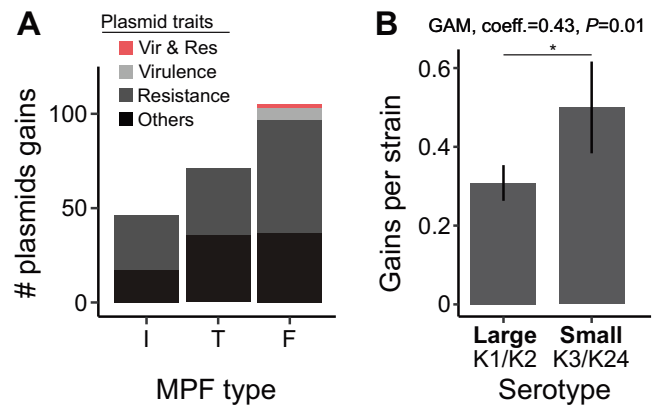 A
Plasmid traits
Vir & Res
Virulence
Resistance
Others
# plasmids gains
100
50
0
I T F
MPF type
B
GAM, coeff.=0.43, P=0.01
*
Gains per strain
0.6
0.4
0.2
0
Large Small
K1/K2 K3/K24
Serotype